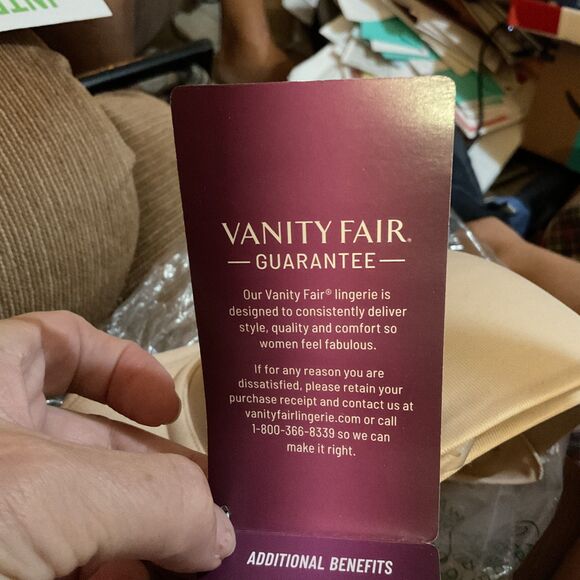 INTE
VANITY FAIR®
GUARANTEE
Our Vanity Fair® lingerie is
designed to consistently deliver
style, quality and comfort so
women feel fabulous.
If for any reason you are
dissatisfied, please retain your
purchase receipt and contact us at
vanityfairlingerie.com or call
1-800-366-8339 so we can
make it right.
ADDITIONAL BENEFITS